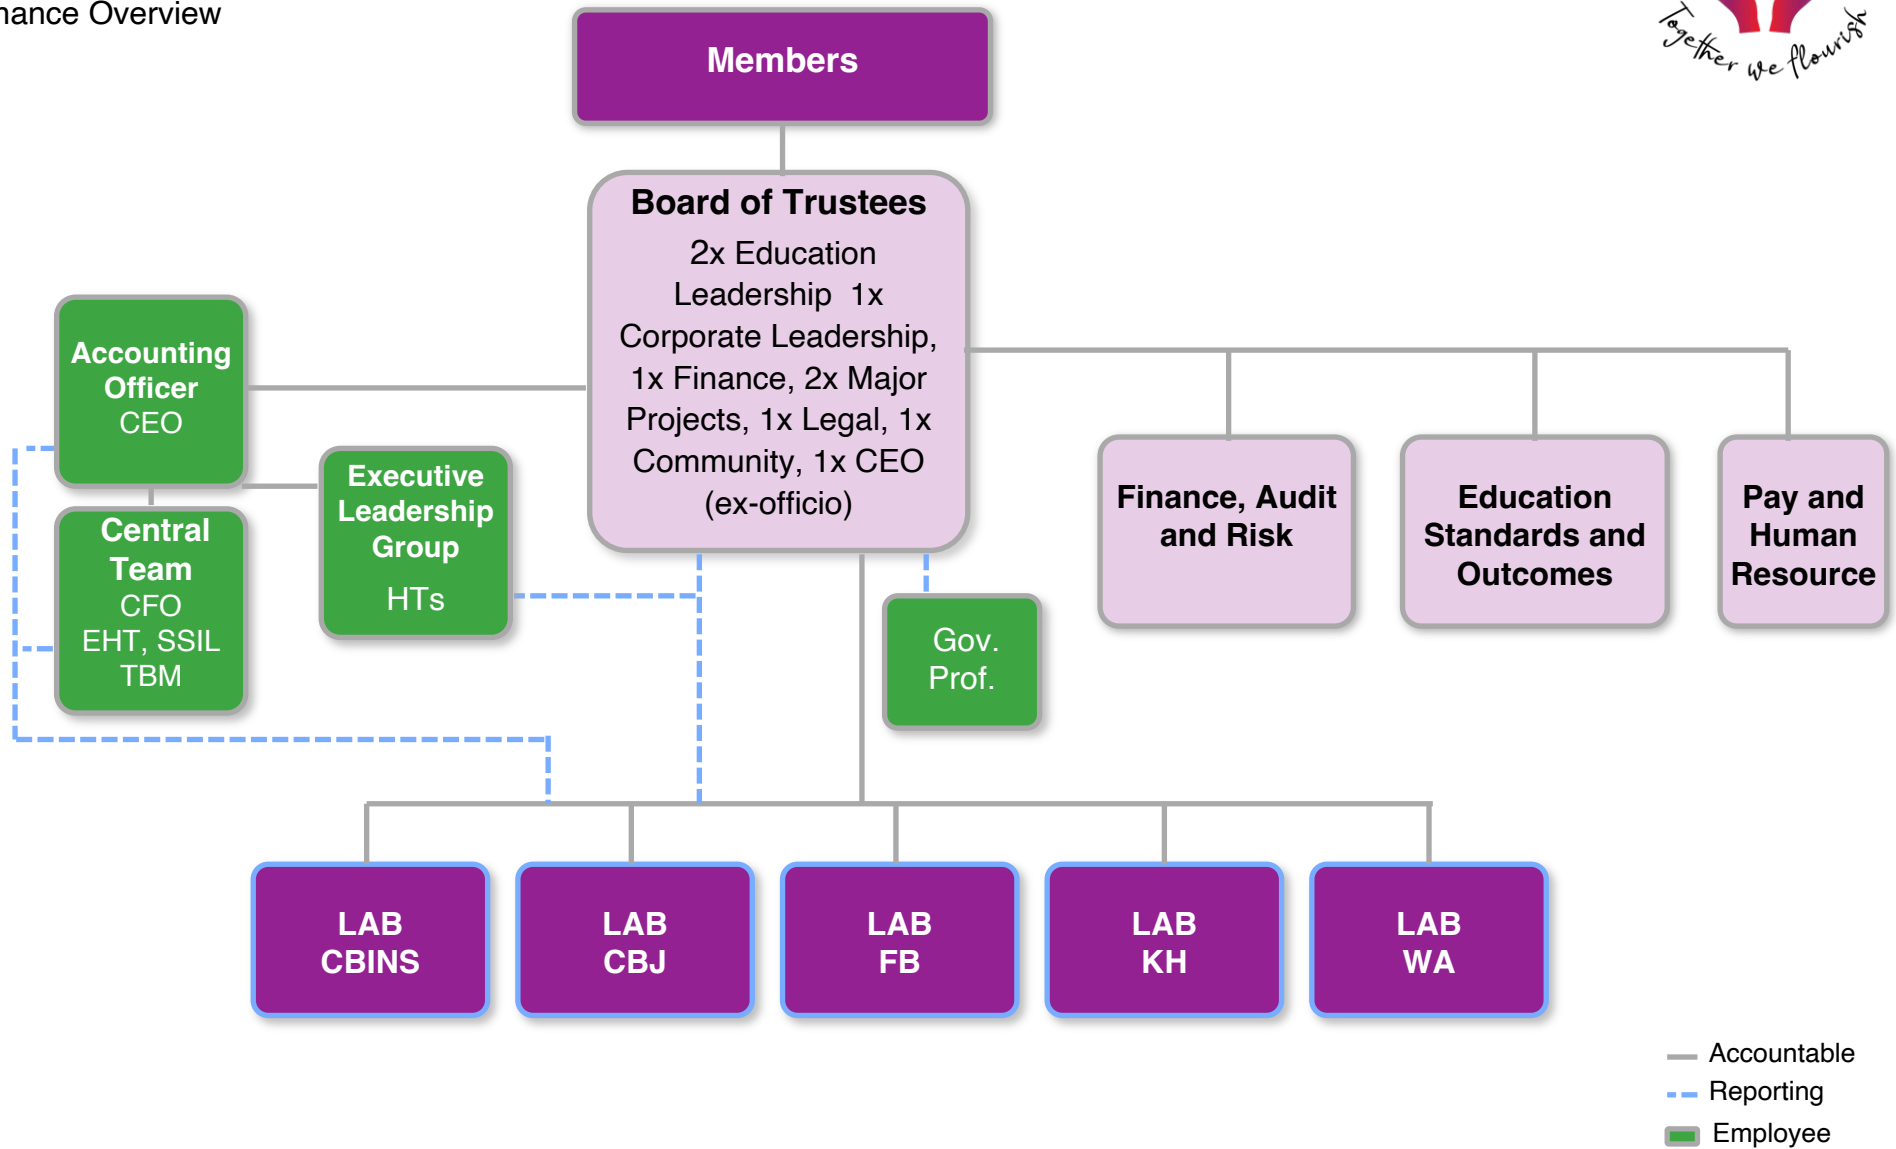 Overview
Together we flourish
Members
Board of Trustees
2x Education
Leadership 1x
Corporate Leadership,
1x Finance, 2x Major
Projects, 1x Legal, 1x
Community, 1x CEO
(ex-officio)
Accounting
Officer
CEO
Executive
Leadership
Group
HTs
Central
Team
CFO
EHT, SSIL
TBM
Gov.
Prof.
Finance, Audit
and Risk
Education
Standards and
Outcomes
Pay and
Human
Resource
LAB
CBINS
LAB
CBJ
LAB
FB
LAB
KH
LAB
WA
Accountable
Reporting
Employee